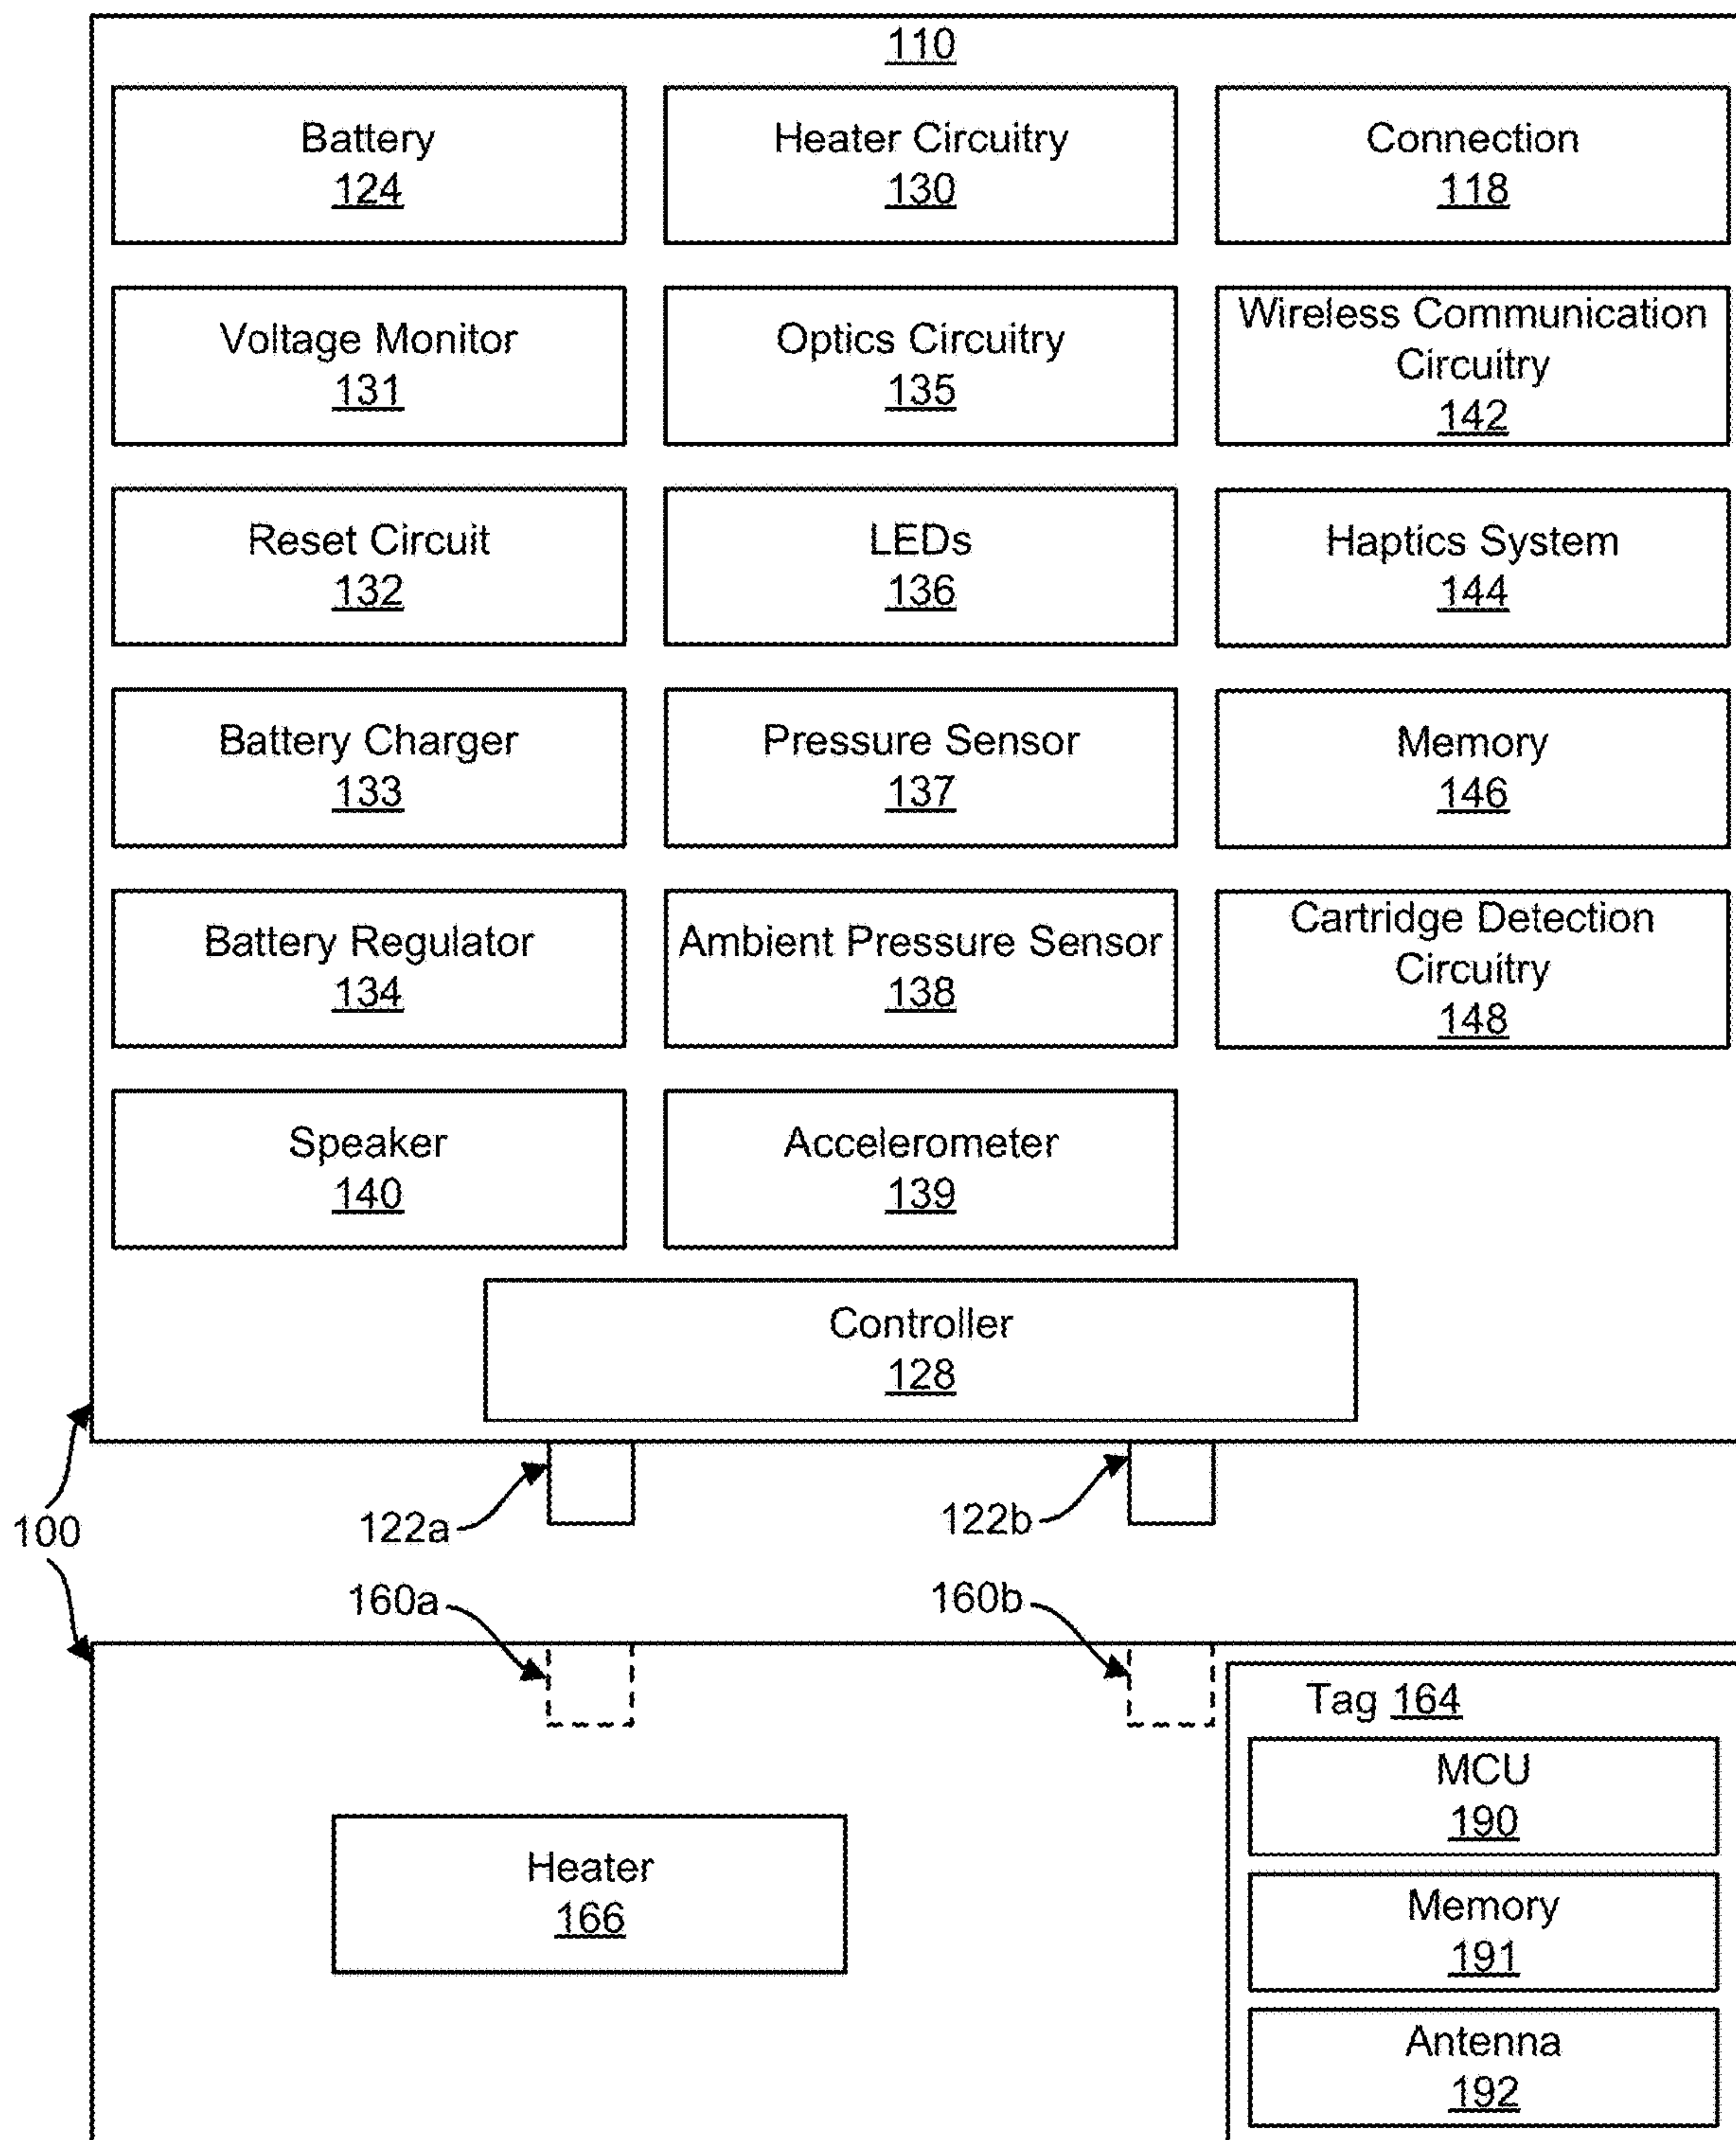 110
Battery
124
Heater Circuitry
130
Connection
118
Voltage Monitor
131
Optics Circuitry
135
Wireless Communication
Circuitry
142
Reset Circuit
132
LEDs
136
Haptics System
144
Battery Charger
133
Pressure Sensor
137
Memory
146
Battery Regulator
134
Ambient Pressure Sensor
138
Cartridge Detection
Circuitry
148
Speaker
140
Accelerometer
139
Controller
128
100
122a
122b
160a
160b
Tag 164
MCU
190
Heater
166
Memory
191
Antenna
192